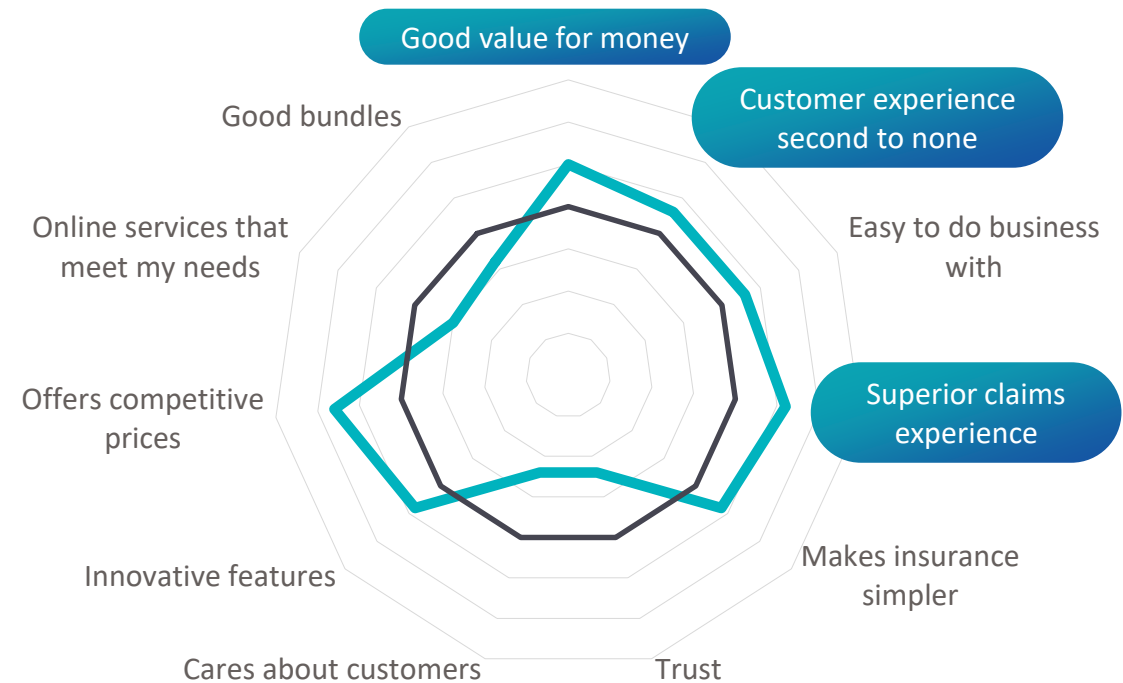 Good value for money
Customer experience
second to none
Good bundles
Easy to do business
with
Online services that
meet my needs
Superior claims
experience
Offers competitive
prices
Makes insurance
simpler
Innovative features
Cares about customers
Trust